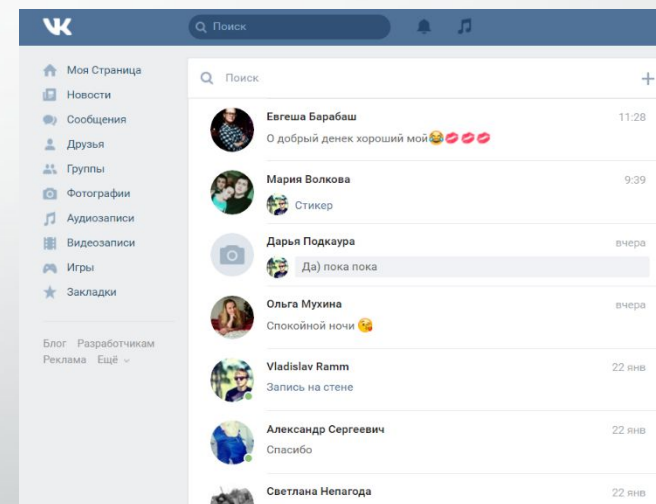 Поиск
Моя Страница
Новости
Сообщения
Друзья
Группы
Фотографии
Аудиозаписи
Видеозаписи
Игры
Закладки
Блог Разработчикам
Реклама Ещё
Поиск
Евгеша Барабаш 11:28
О добрый денек хороший мой😂💋💋💋
Мария Волкова 9:39
Стикер
Дарья Подкаура вчера
Да) пока пока
Ольга Мухина вчера
Спокойной ночи 😘
Vladislav Ramm 22 янв
Запись на стене
Александр Сергеевич 22 янв
Спасибо
Светлана Непагода 22 янв